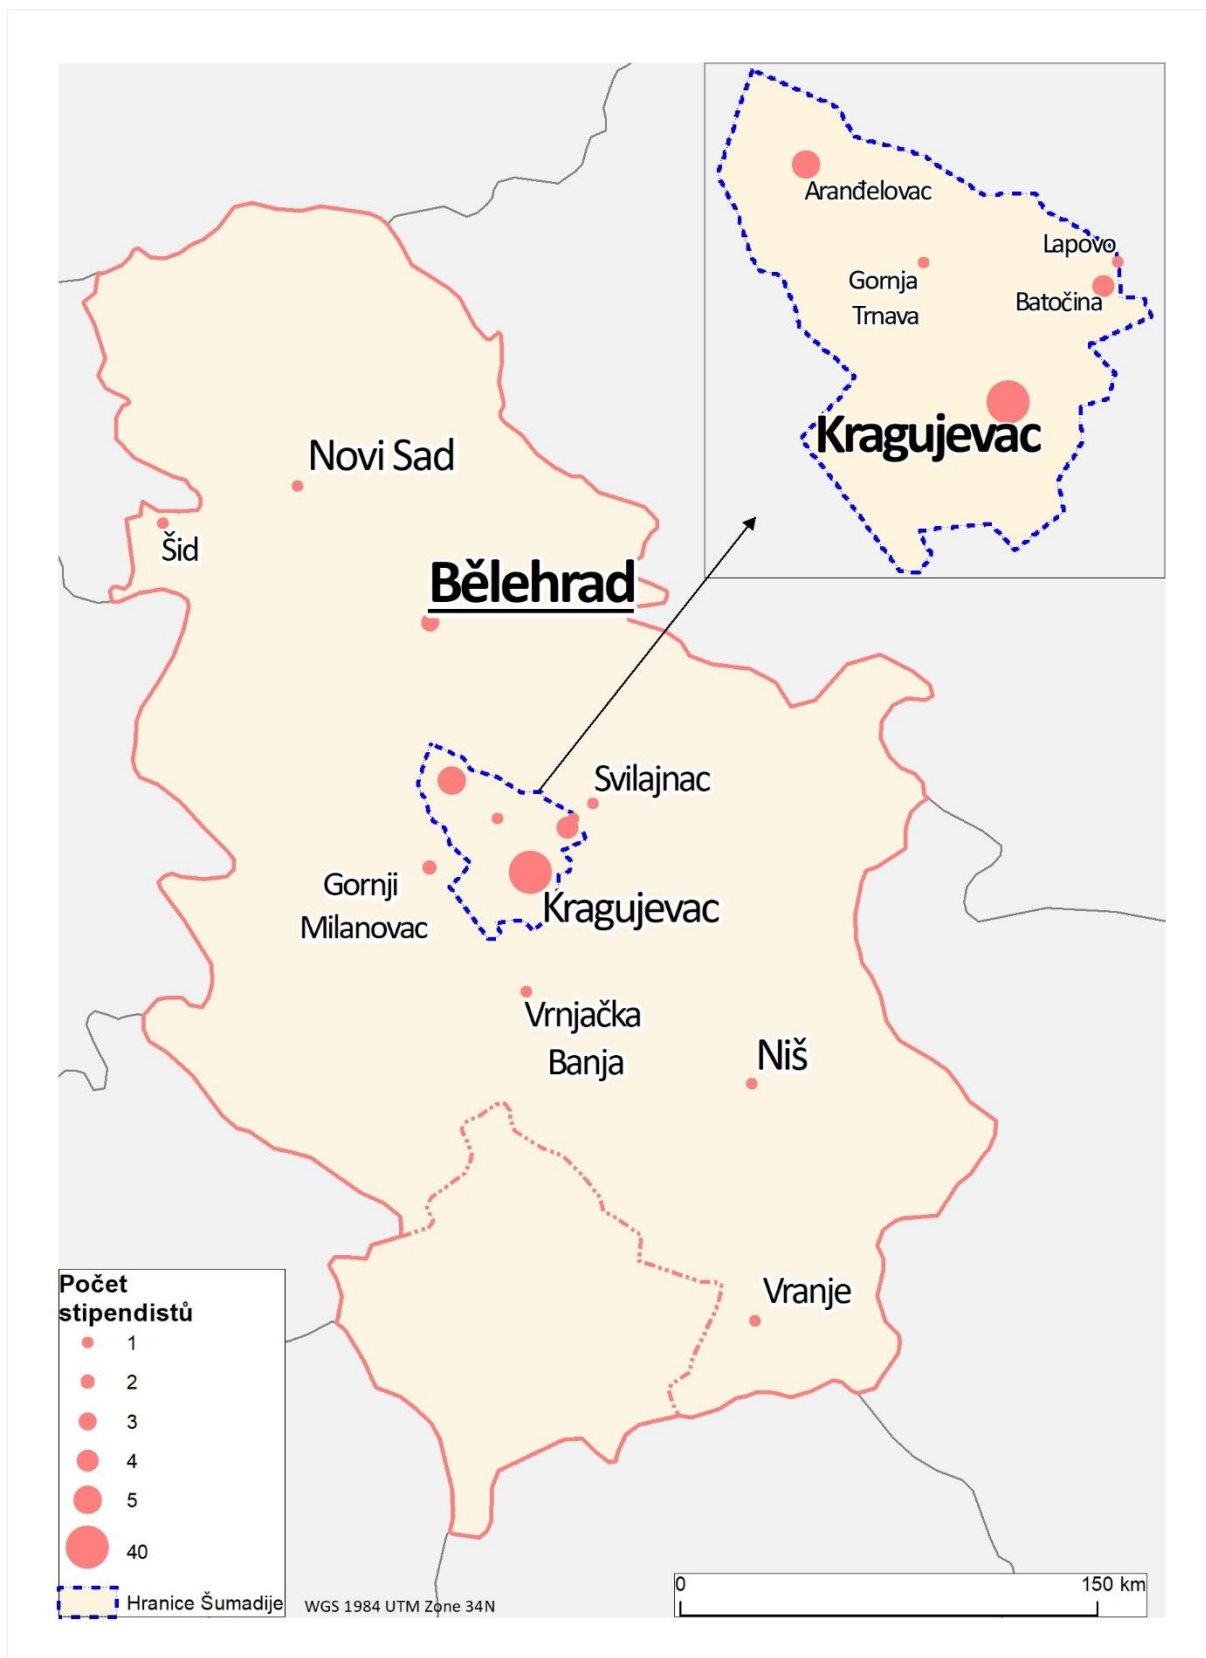 Aranđelovac
Lapovo
Gornja
Trnava
Batočina
Kragujevac
Novi Sad
Šid
Bělehrad
Svilajnac
Gornji
Milanovac
Kragujevac
Vrnjačka
Banja
Niš
Vranje
Počet
stipendistů
1
2
3
4
5
40
Hranice Šumadije
WGS 1984 UTM Zone 34N
0
150 km